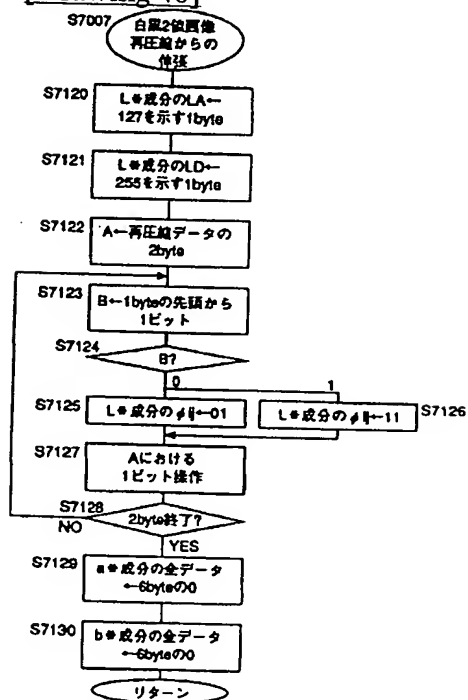 S7007
白黒2値画像
再圧縮からの
伸張
S7120
L*成分のLA←
127を示す1byte
S7121
L*成分のLD←
255を示す1byte
S7122
A←再圧縮データの
2byte
S7123
B←1byteの先頭から
1ビット
S7124
B?
0
1
S7125
L*成分のφij←01
L*成分のφij←11
S7126
S7127
Aにおける
1ビット操作
S7128
2byte終了?
NO
YES
S7129
a*成分の全データ
←6byteの0
S7130
b*成分の全データ
←6byteの0
リターン